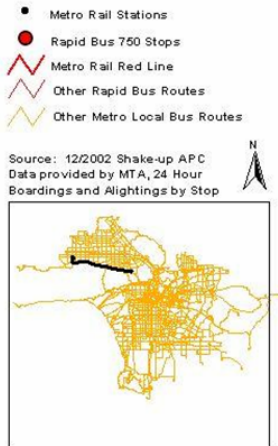 Metro Rail Stations
Rapid Bus 750 Stops
Metro Rail Red Line
Other Rapid Bus Routes
Other Metro Local Bus Routes
N
Source: 12/2002 Shake-up APC
Data provided by MTA, 24 Hour
Boardings and Alightings by Stop